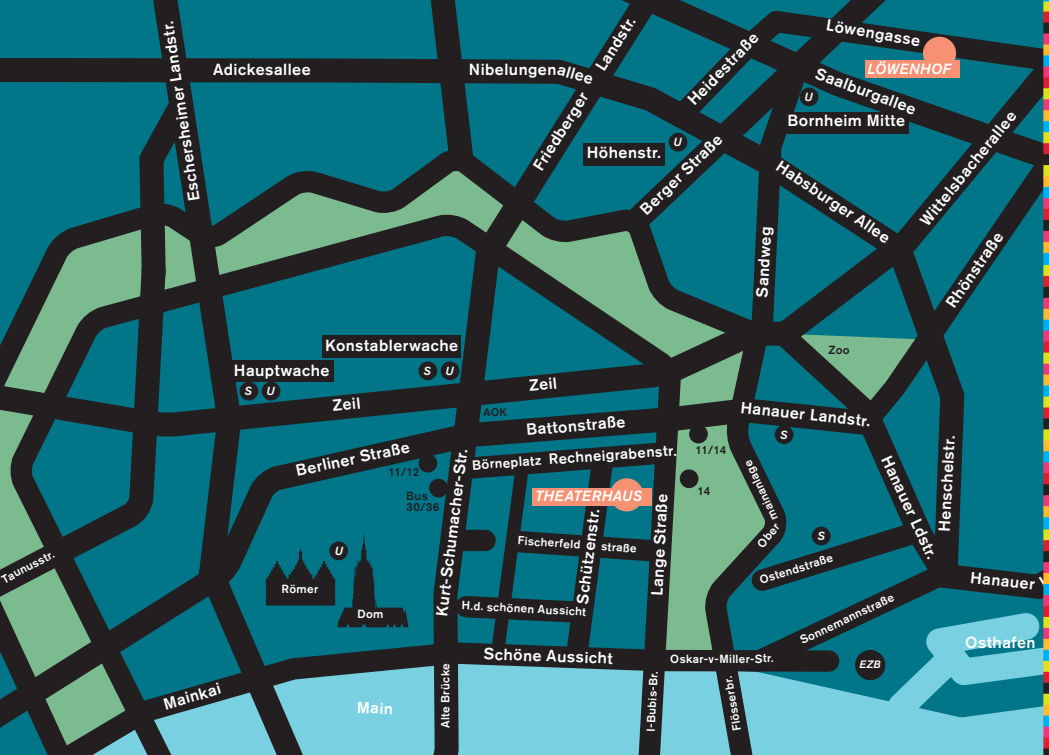 Löwengasse
LÖWENHOF
Eschersheimer Landstr.
Adickesallee
Nibelungenallee
Friedberger Landstr.
Heidestraße
Saalburgallee
U
Bornheim Mitte
Höhenstr.
U
Berger Straße
Habsburger Allee
Wittelsbacherallee
Sandweg
Rhönstraße
Konstablerwache
S U
Hauptwache
S U
Zoo
Zeil
Zeil
AOK
Battonstraße
Hanauer Landstr.
S
Berliner Straße
11/12
Börneplatz
Rechneigrabenstr.
11/14
14
Bus
30/36
THEATERHAUS
Kurt-Schumacher-Str.
Fischerfeld straße
Schützenstr.
Lange Straße
Ober mainanlage
Hanauer Ldstr.
Henschelstr.
S
Ostendstraße
Taunusstr.
U
Römer
Dom
H.d. schönen Aussicht
Sonnemannstraße
Hanauer
Osthafen
Schöne Aussicht
Oskar-v-Miller-Str.
EZB
Mainkai
Main
Alte Brücke
I-Bubis-Br.
Flösserbr.